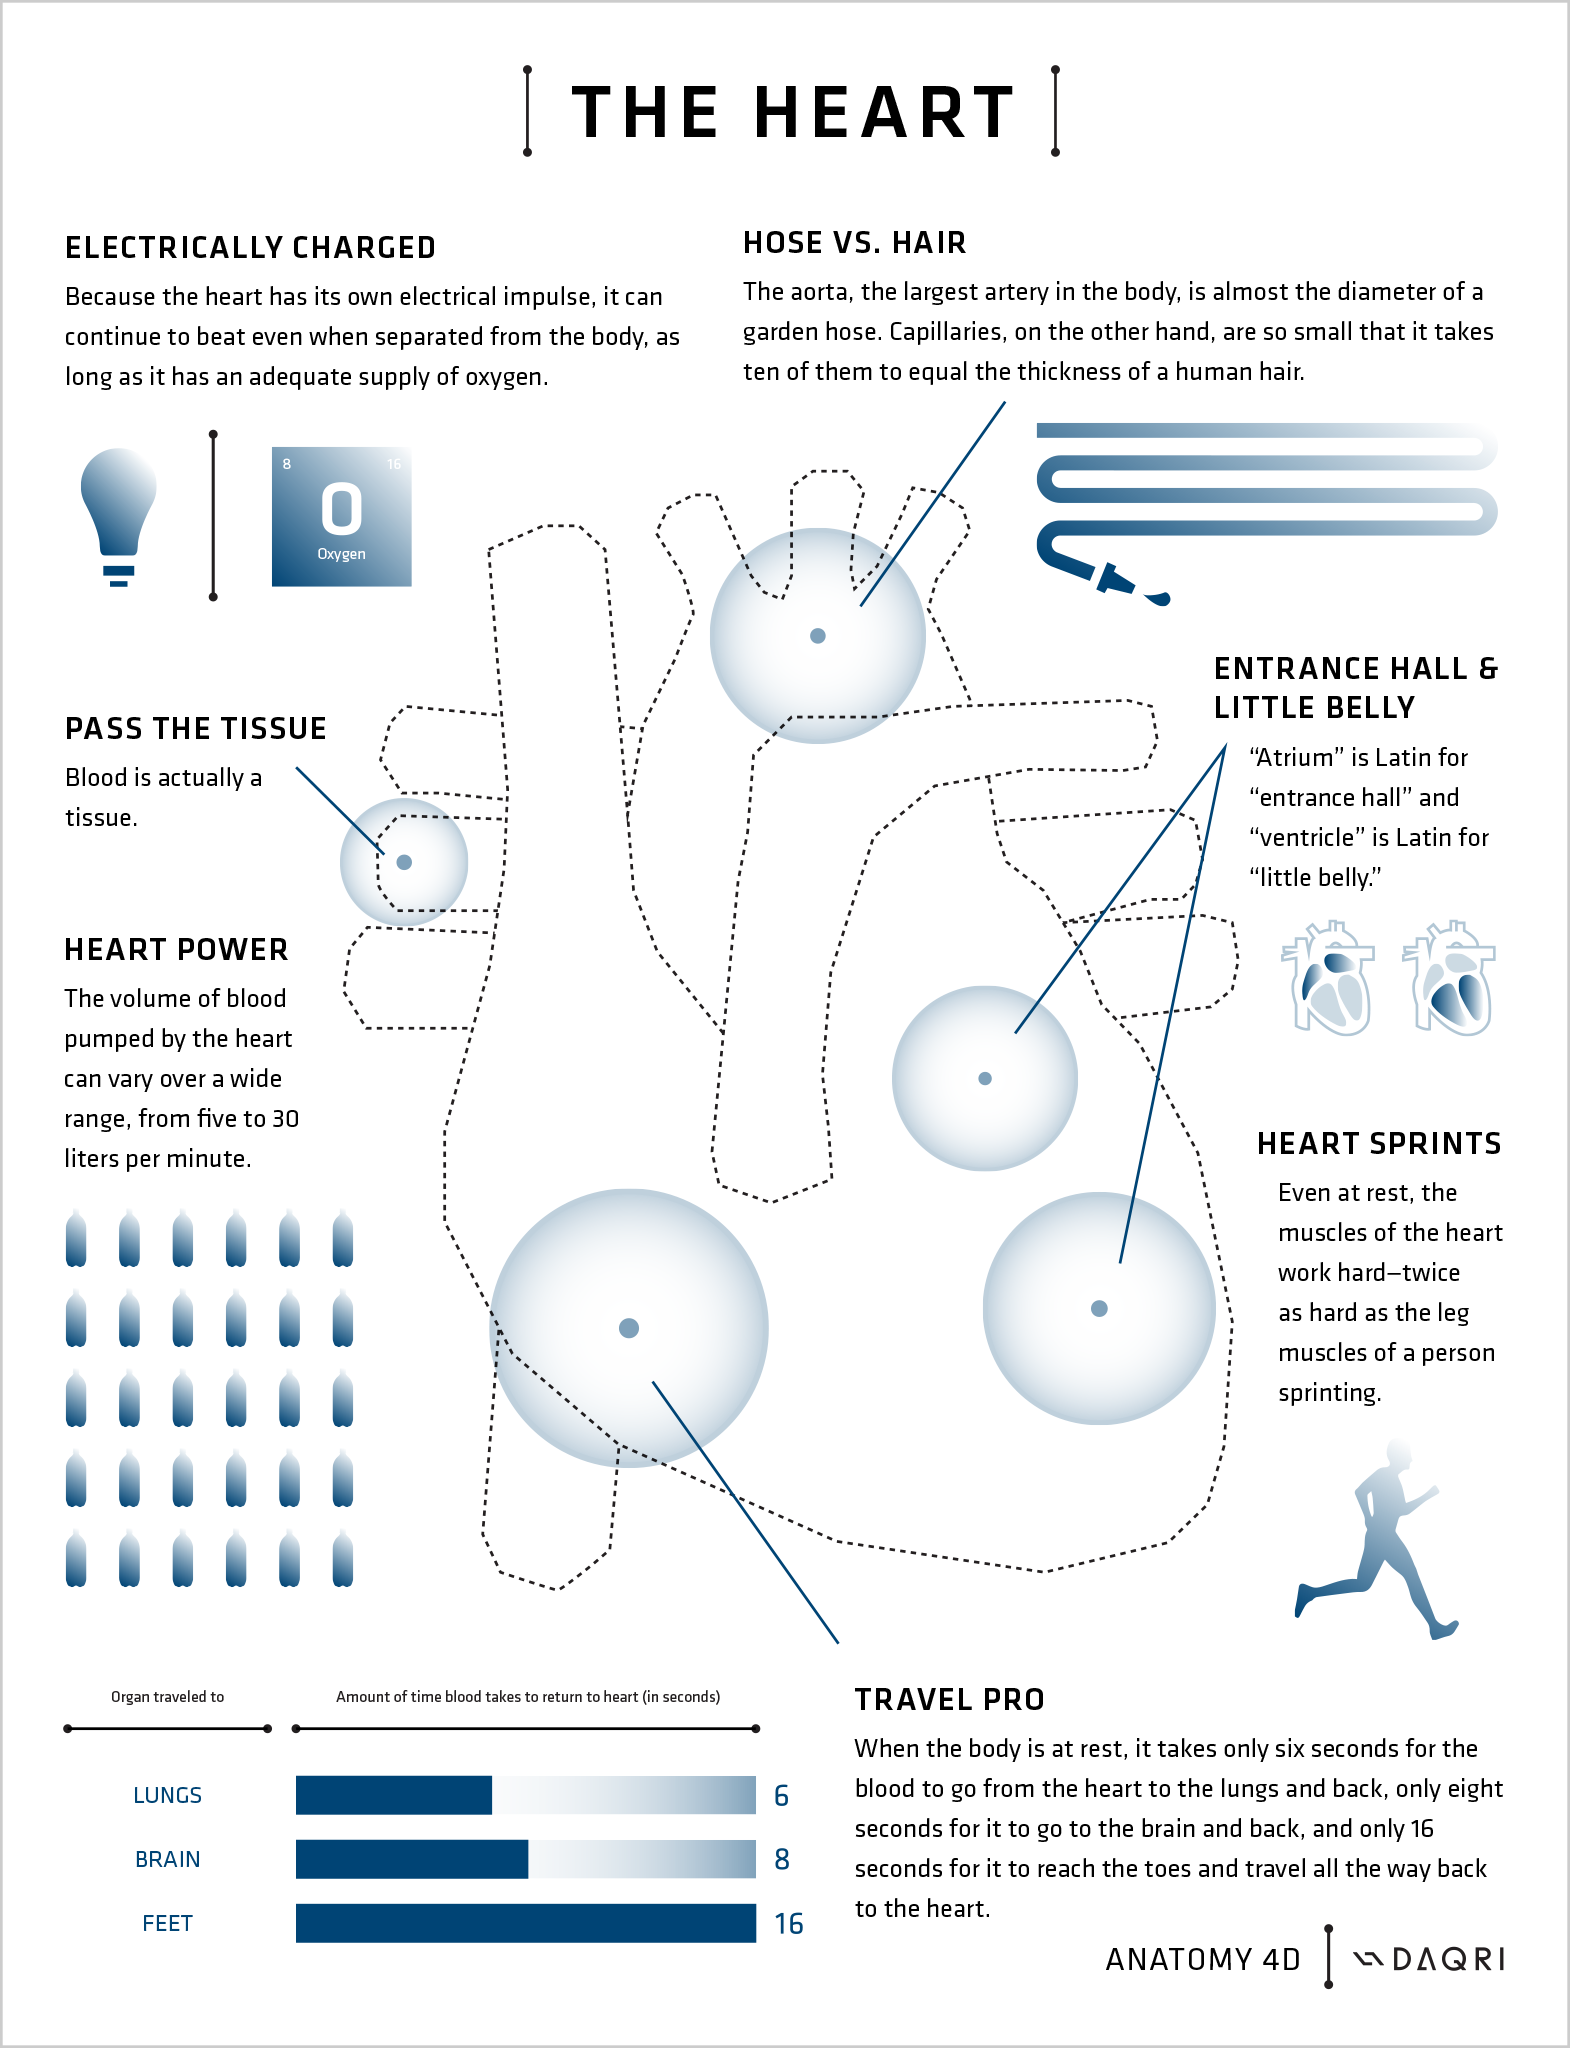 THE HEART
ELECTRICALLY CHARGED
Because the heart has its own electrical impulse, it can
continue to beat even when separated from the body, as
long as it has an adequate supply of oxygen.
8 16
O
Oxygen
HOSE VS. HAIR
The aorta, the largest artery in the body, is almost the diameter of a
garden hose. Capillaries, on the other hand, are so small that it takes
ten of them to equal the thickness of a human hair.
PASS THE TISSUE
Blood is actually a
tissue.
ENTRANCE HALL &
LITTLE BELLY
“Atrium” is Latin for
“entrance hall” and
“ventricle” is Latin for
“little belly.”
HEART POWER
The volume of blood
pumped by the heart
can vary over a wide
range, from five to 30
liters per minute.
HEART SPRINTS
Even at rest, the
muscles of the heart
work hard—twice
as hard as the leg
muscles of a person
sprinting.
Organ traveled to
Amount of time blood takes to return to heart (in seconds)
LUNGS 6
BRAIN 8
FEET 16
TRAVEL PRO
When the body is at rest, it takes only six seconds for the
blood to go from the heart to the lungs and back, only eight
seconds for it to go to the brain and back, and only 16
seconds for it to reach the toes and travel all the way back
to the heart.
ANATOMY 4D
DAQRI